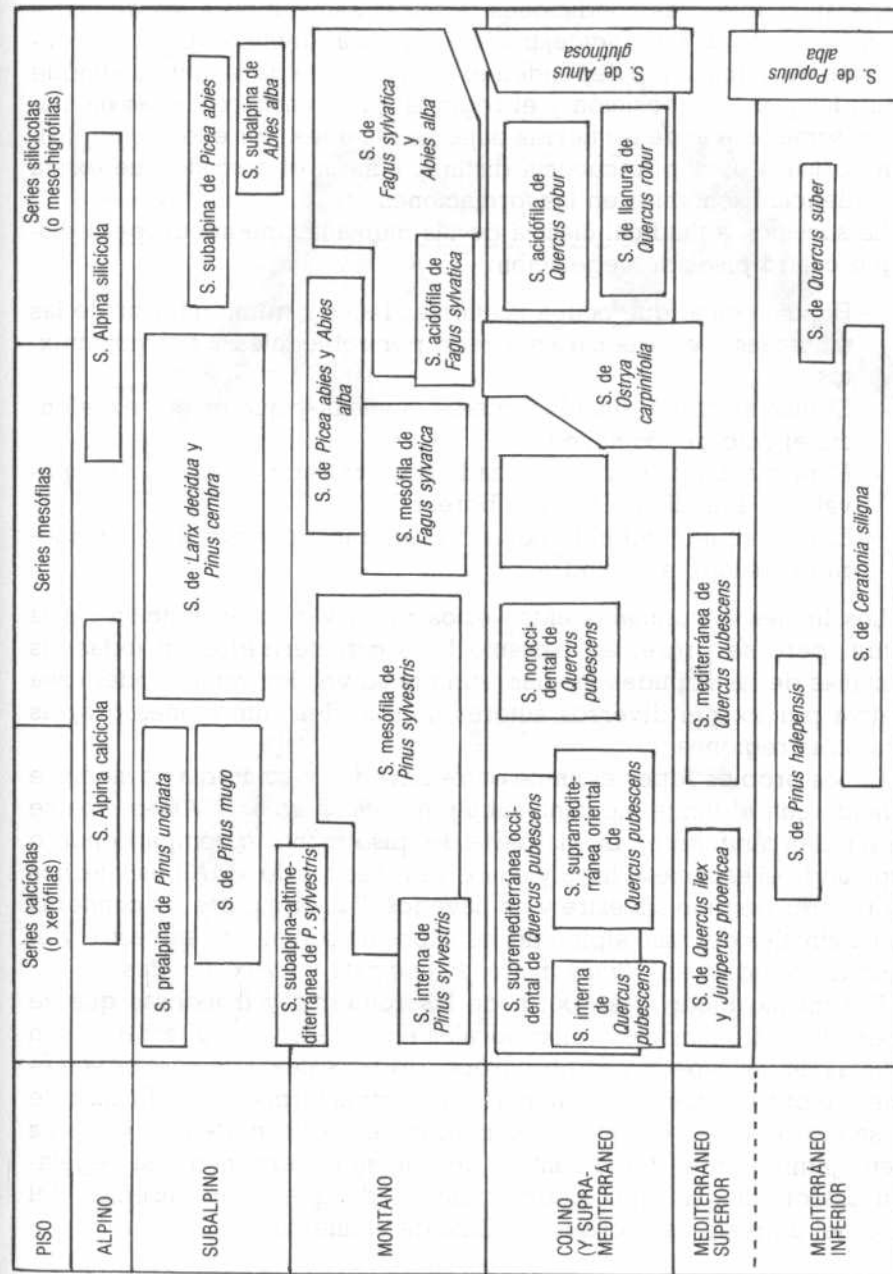 PISO
Series calcícolas
(o xerófilas)
Series mesófilas
Series silicícolas
(o meso-higrófilas)
ALPINO
S. Alpina calcícola
S. Alpina silicícola
SUBALPINO
S. prealpina de Pinus uncinata
S. de Pinus mugo
S. subalpina-altime-
diterránea de P. sylvestris
S. de Larix decidua y
Pinus cembra
S. subalpina de Picea abies
S. subalpina de
Abies alba
MONTANO
S. interna de
Pinus sylvestris
S. mesófila de
Pinus sylvestris
S. de Picea abies y Abies
alba
S. mesófila de
Fagus sylvatica
S. acidófila de
Fagus sylvatica
S. de
Fagus sylvatica
y
Abies alba
COLINO
(Y SUPRA-
MEDITERRÁNEO
S. supremediterránea occi-
dental de Quercus pubescens
S. interna
de
Quercus
pubescens
S. supramedite-
rránea oriental
de
Quercus pubescens
S. norocci-
dental de
Quercus
pubescens
S. de
Ostrya
carpinifolia
S. acidófila de
Quercus robur
S. de llanura de
Quercus robur
S. de Alnus
glutinosa
MEDITERRÁNEO
SUPERIOR
S. de Quercus ilex
y Juniperus phoenicea
S. mediterránea de
Quercus pubescens
MEDITERRÁNEO
INFERIOR
S. de Pinus halepensis
S. de Ceratonia siligna
S. de Quercus suber
S. de Populus
alba